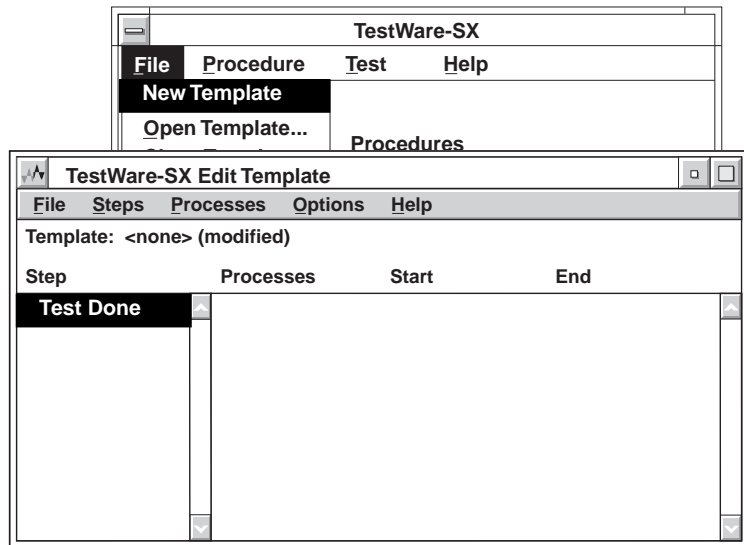 TestWare-SX
File Procedure Test Help
New Template
Open Template...
Procedures
TestWare-SX Edit Template
File Steps Processes Options Help
Template: <none> (modified)
Step Processes Start End
Test Done